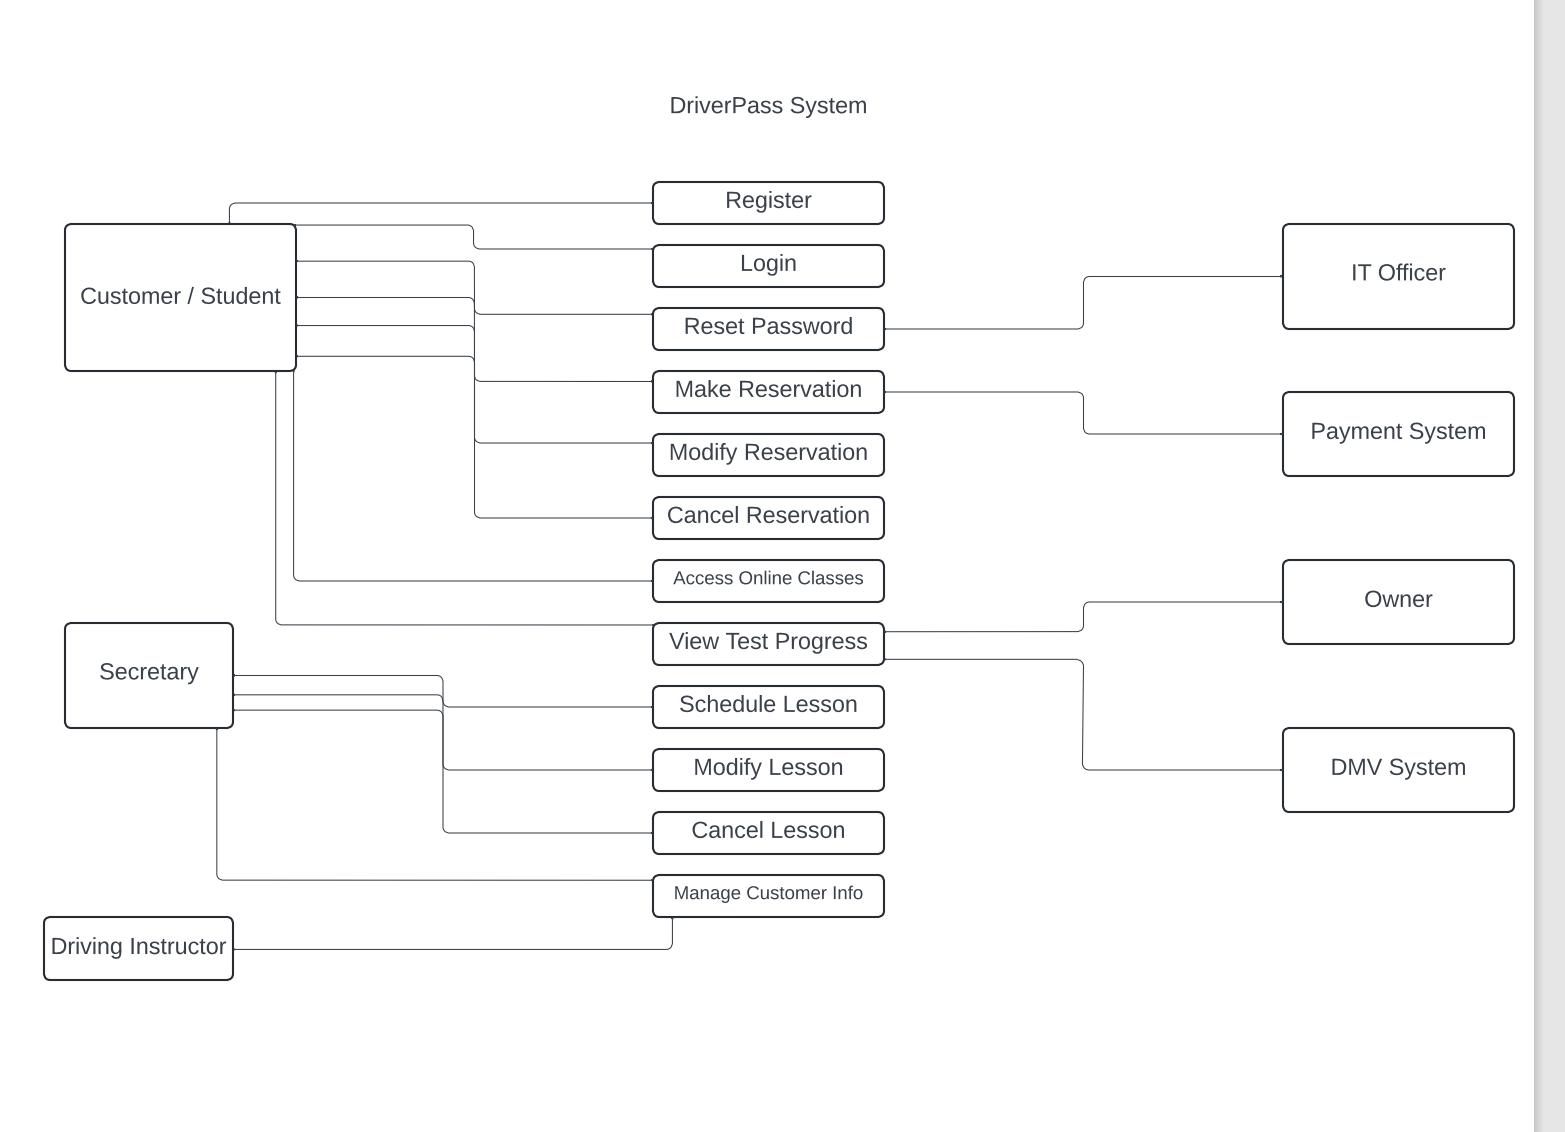 DriverPass System
Register
Login
Reset Password
Make Reservation
Modify Reservation
Cancel Reservation
Access Online Classes
View Test Progress
Schedule Lesson
Modify Lesson
Cancel Lesson
Manage Customer Info
Customer / Student
Secretary
Driving Instructor
IT Officer
Payment System
Owner
DMV System